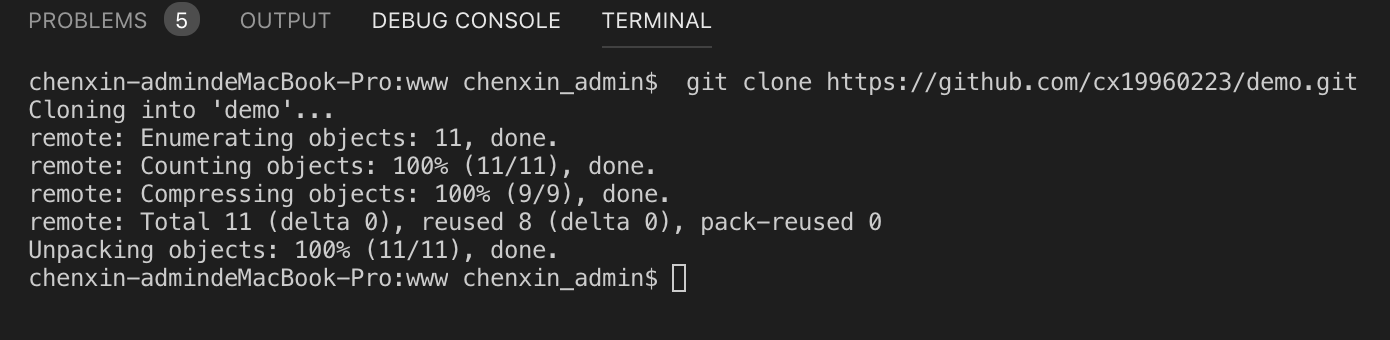 PROBLEMS 5 OUTPUT DEBUG CONSOLE TERMINAL
chenxin-admindeMacBook-Pro:www chenxin_admin$  git clone https://github.com/cx19960223/demo.git
Cloning into 'demo'...
remote: Enumerating objects: 11, done.
remote: Counting objects: 100% (11/11), done.
remote: Compressing objects: 100% (9/9), done.
remote: Total 11 (delta 0), reused 8 (delta 0), pack-reused 0
Unpacking objects: 100% (11/11), done.
chenxin-admindeMacBook-Pro:www chenxin_admin$